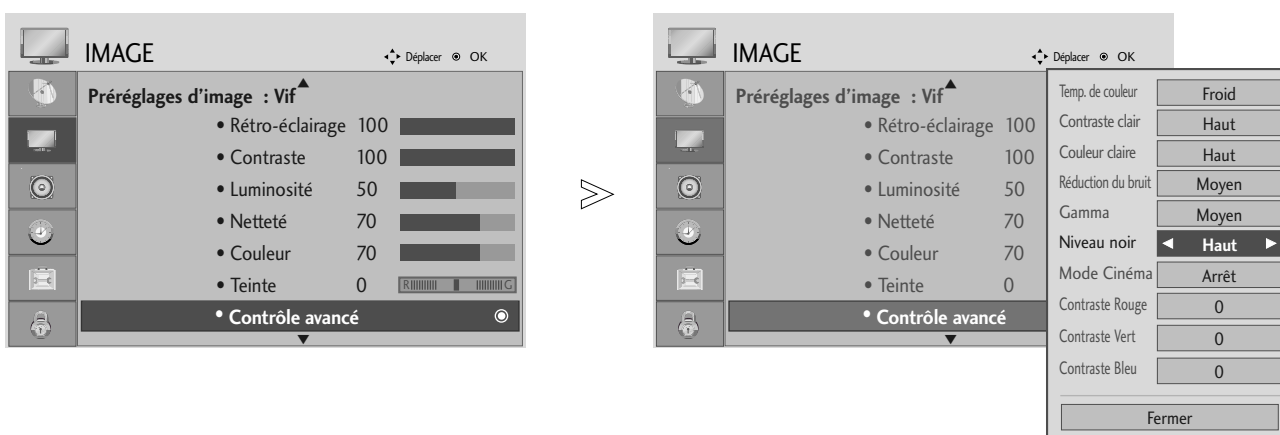 IMAGE
Déplacer OK
Préréglages d'image : Vif
• Rétro-éclairage 100
• Contraste 100
• Luminosité 50
• Netteté 70
• Couleur 70
• Teinte 0 R G
• Contrôle avancé
IMAGE
Déplacer OK
Préréglages d'image : Vif
• Rétro-éclairage 100
• Contraste 100
• Luminosité 50
• Netteté 70
• Couleur 70
• Teinte 0
• Contrôle avancé
Temp. de couleur Froid
Contraste clair Haut
Couleur claire Haut
Réduction du bruit Moyen
Gamma Moyen
Niveau noir ◄ Haut ►
Mode Cinéma Arrêt
Contraste Rouge 0
Contraste Vert 0
Contraste Bleu 0
Fermer